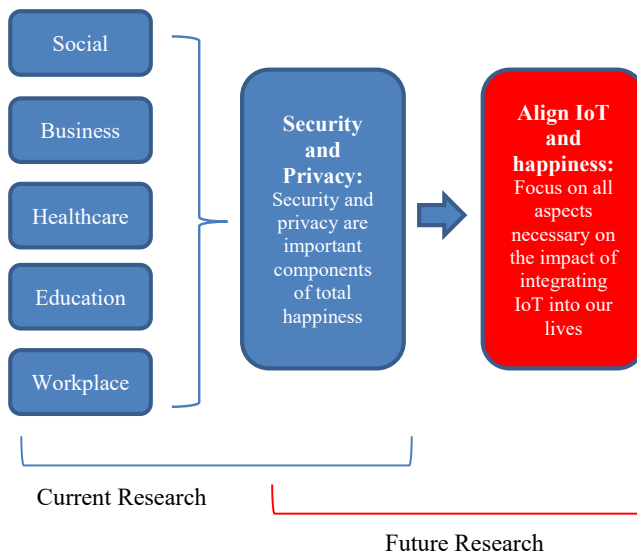 Social
Business
Healthcare
Education
Workplace
Security
and
Privacy:
Security and
privacy are
important
components
of total
happiness
Align IoT
and
happiness:
Focus on all
aspects
necessary on
the impact of
integrating
IoT into our
lives
Current Research
Future Research